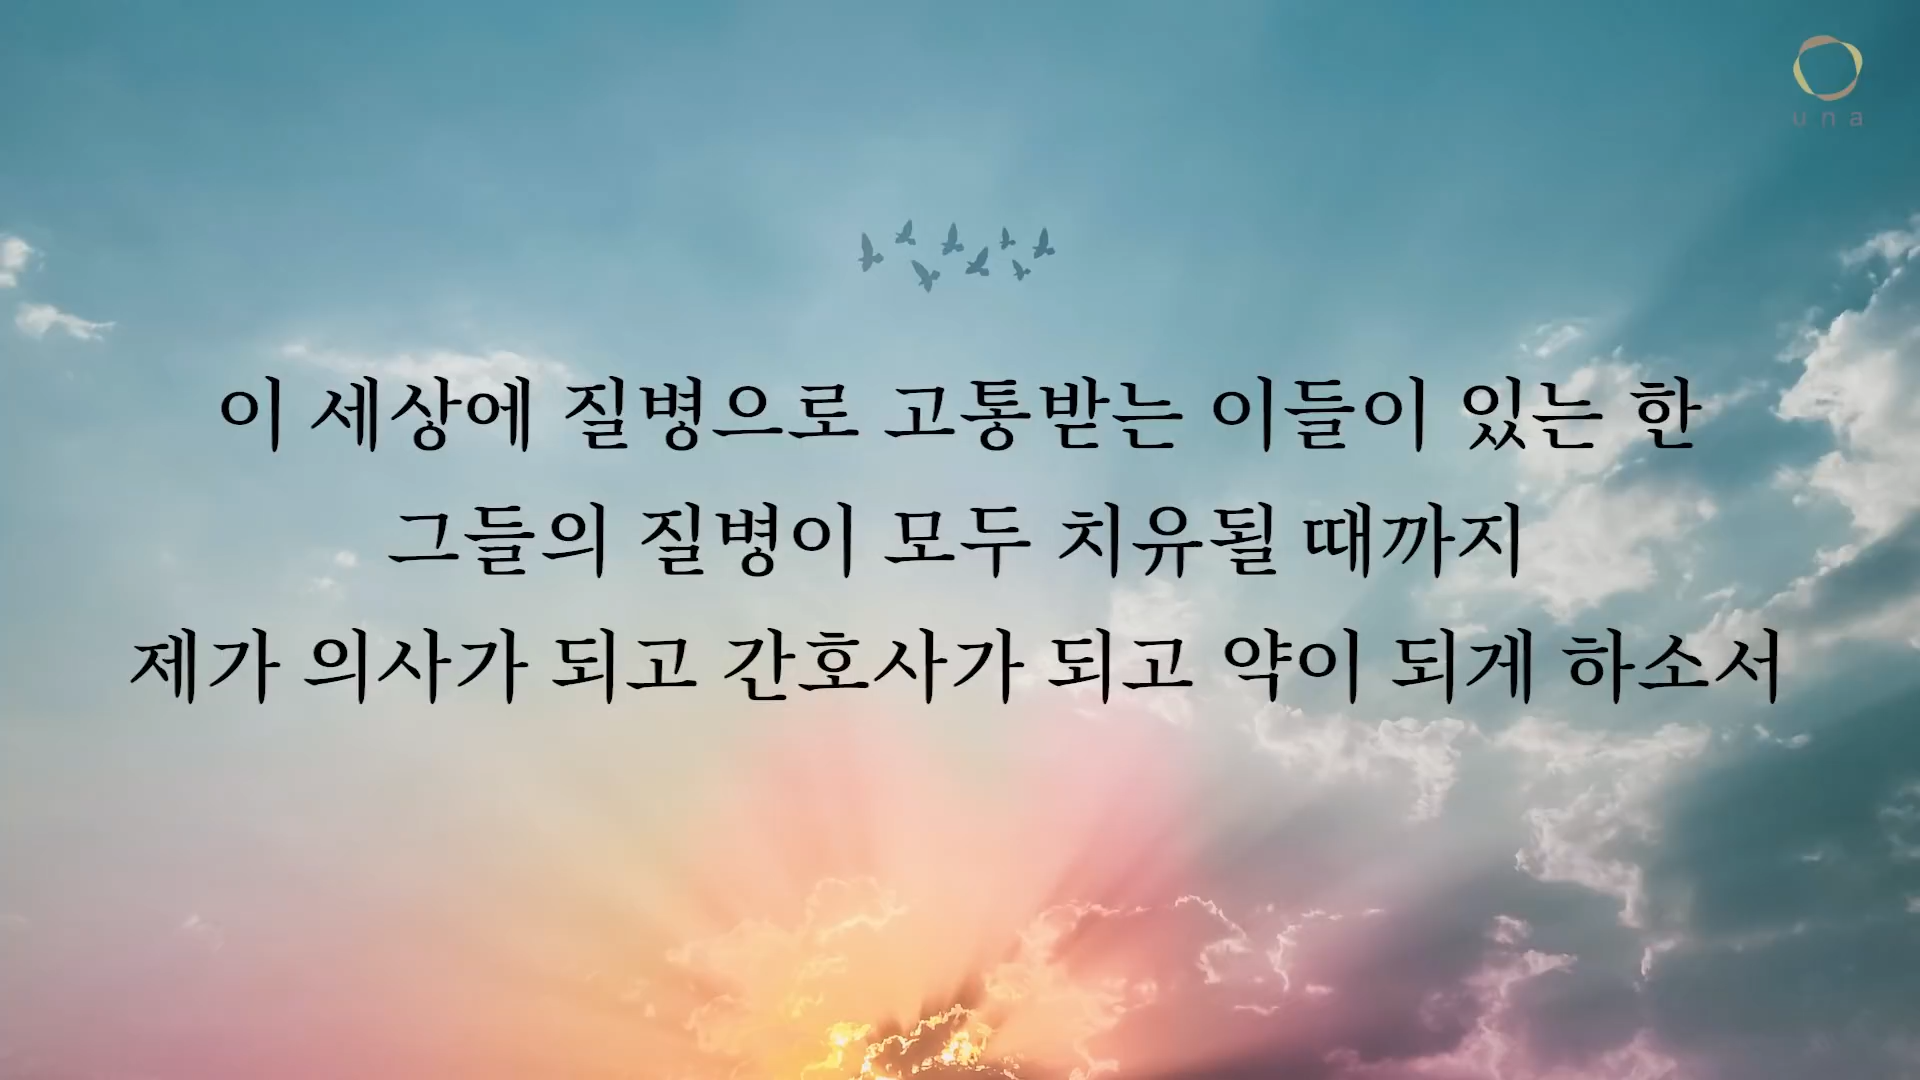 una
이 세상에 질병으로 고통받는 이들이 있는 한
그들의 질병이 모두 치유될 때까지
제가 의사가 되고 간호사가 되고 약이 되게 하소서